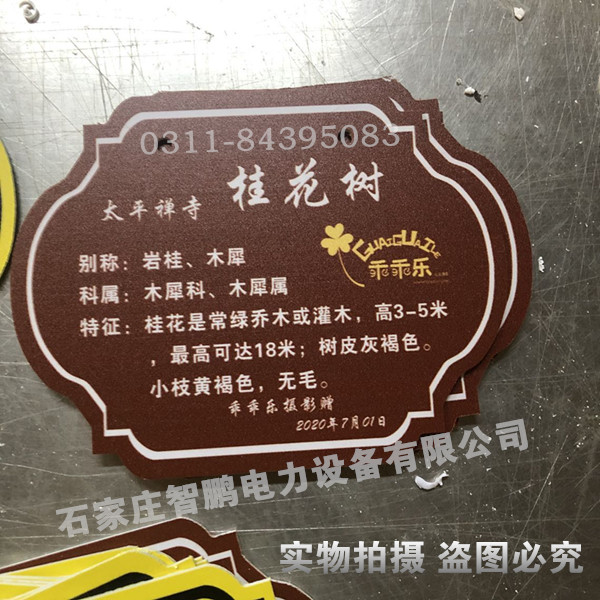 0311-84395083
太平禅寺 桂花树
GUAIGUAILE
乖乖乐
别称：岩桂、木犀
科属：木犀科、木犀属
特征：桂花是常绿乔木或灌木，高3-5米
，最高可达18米；树皮灰褐色。
小枝黄褐色，无毛。
乖乖乐摄影赠
2020年7月01日
石家庄智鹏电力设备有限公司
实物拍摄 盗图必究